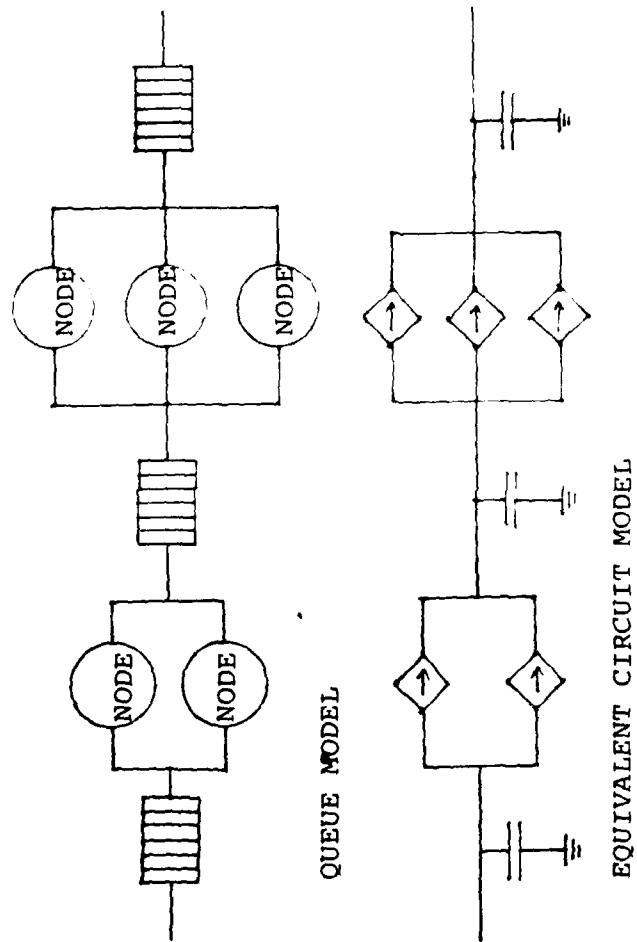 NODE
NODE
NODE
NODE
NODE
QUEUE MODEL
EQUIVALENT CIRCUIT MODEL